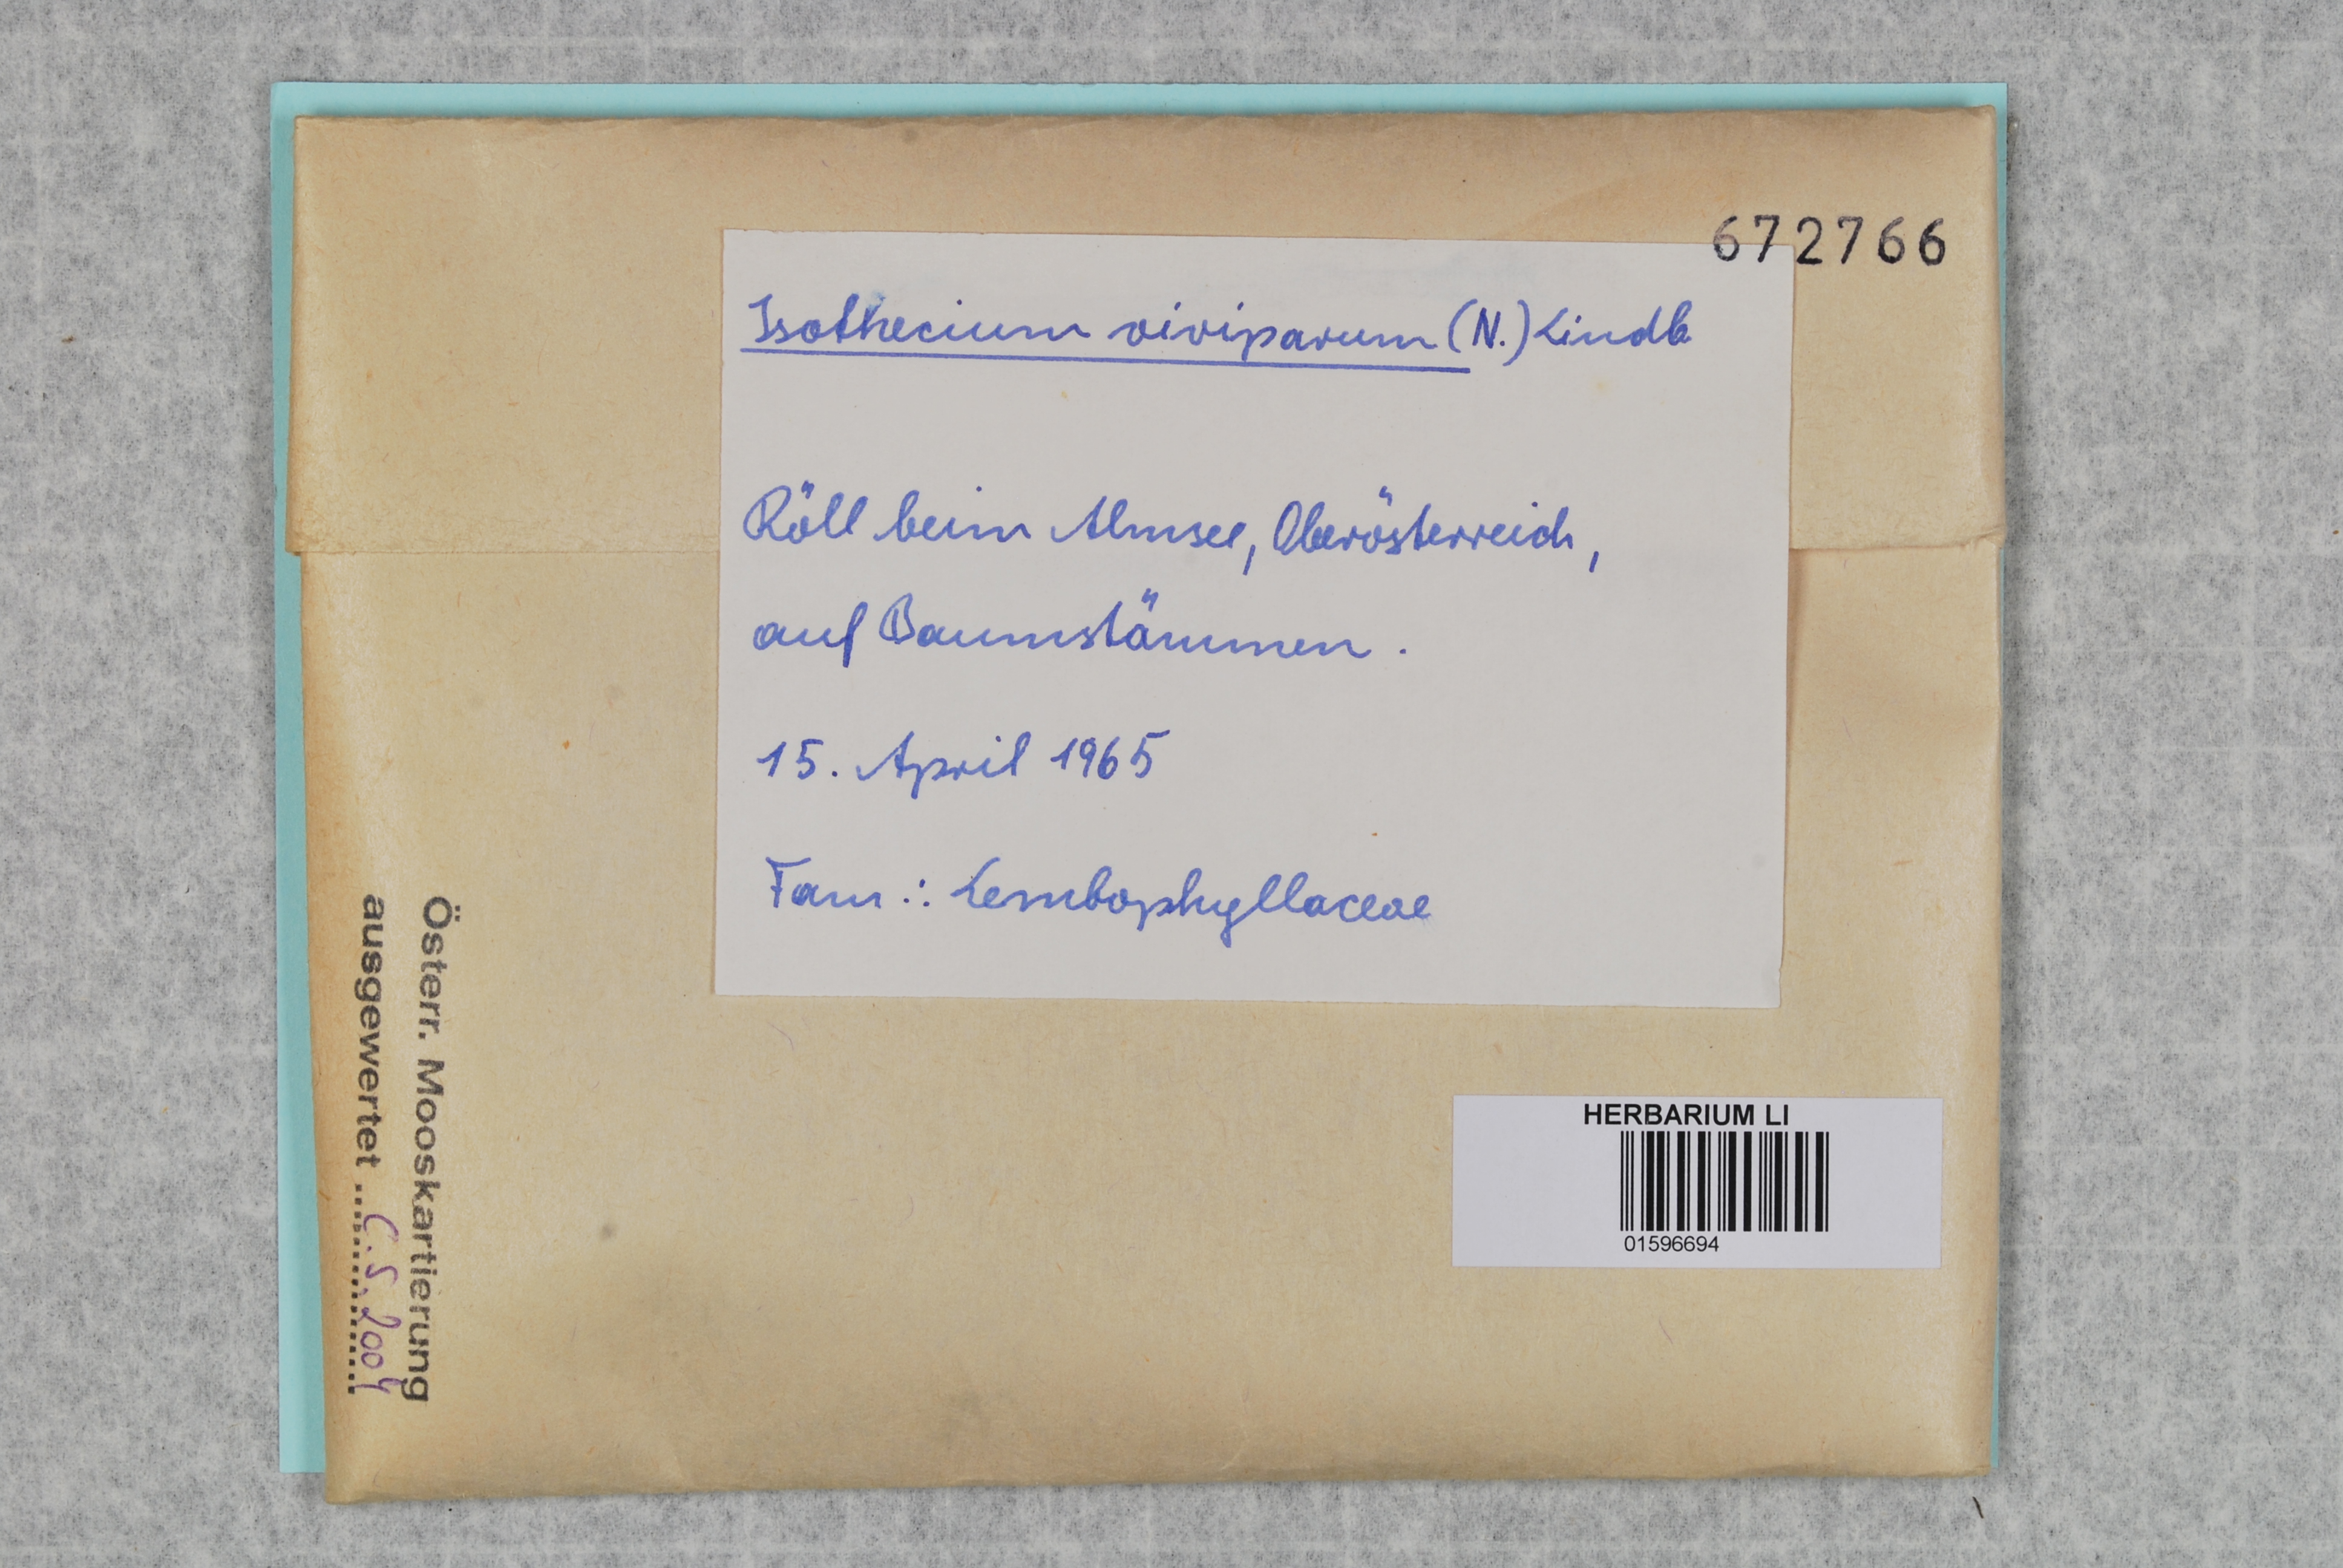 672766
Isothecium viviparum (N.) Lindb
Röll beim Almsee, Oberösterreich,
auf Baumstämmen.
15. April 1965
Fam.: Lembophyllaceae
Österr. Mooskartierung
ausgewertet C.S. 2004
HERBARIUM LI
01596694